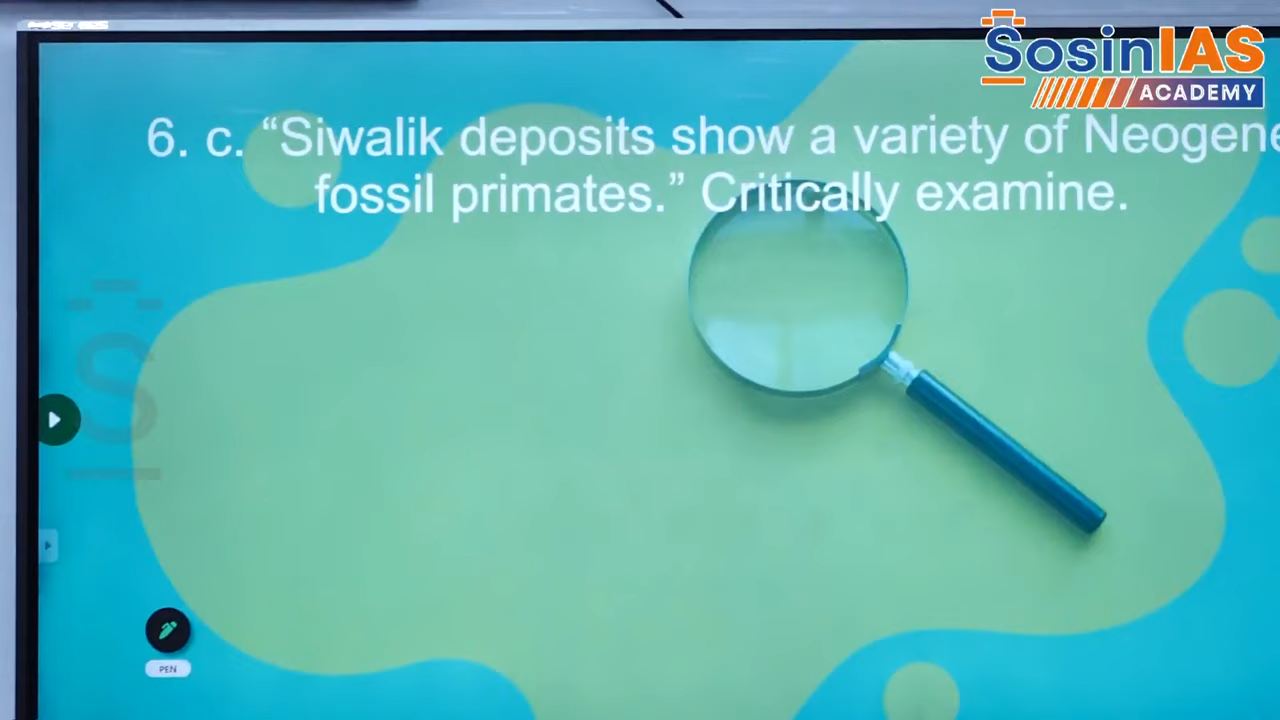 SosinIAS
ACADEMY
6. c. “Siwalik deposits show a variety of Neogene
fossil primates.” Critically examine.
S
PEN